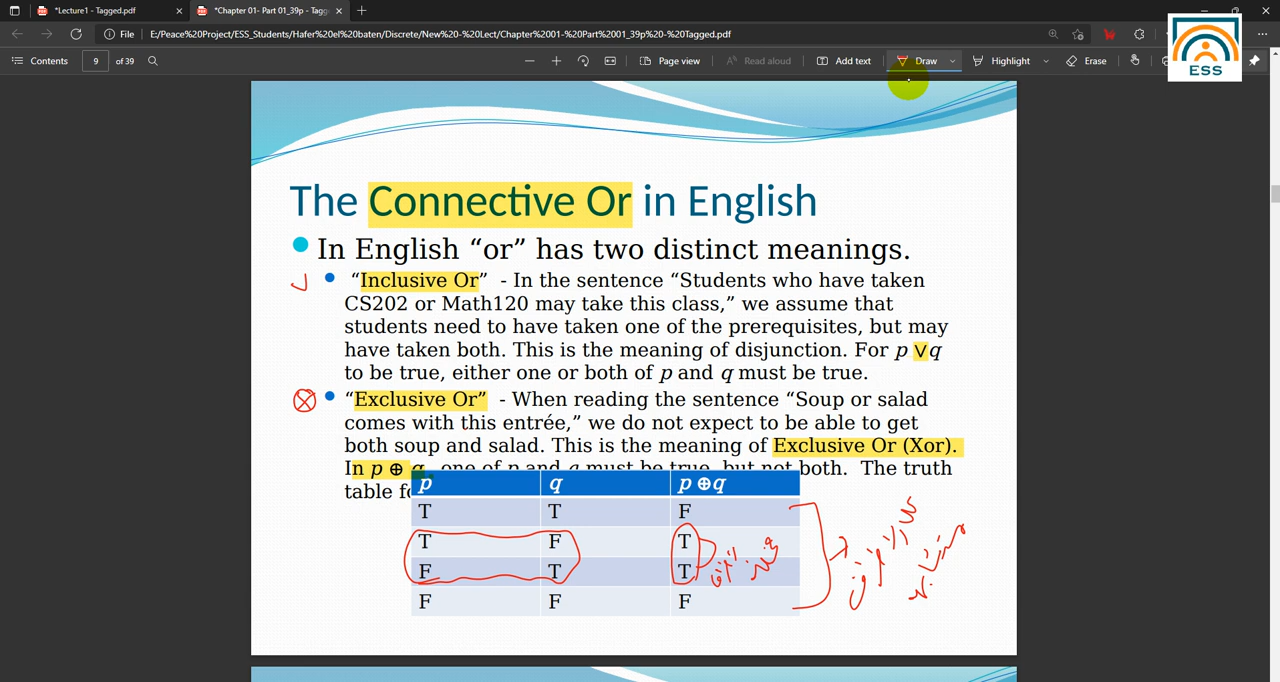 *Lecture1 - Tagged.pdf
*Chapter 01- Part 01_39p - Tagg
File
E:/Peace%20Project/ESS_Students/Hafer%20el%20baten/Discrete/New%20-%20Lect/Chapter%2001-%20Part%2001_39p%20-%20Tagged.pdf
Contents
9 of 39
Page view
Read aloud
Add text
Draw
Highlight
Erase
ESS
The Connective Or in English
In English “or” has two distinct meanings.
“Inclusive Or” - In the sentence “Students who have taken
CS202 or Math120 may take this class,” we assume that
students need to have taken one of the prerequisites, but may
have taken both. This is the meaning of disjunction. For p ∨q
to be true, either one or both of p and q must be true.
“Exclusive Or” - When reading the sentence “Soup or salad
comes with this entrée,” we do not expect to be able to get
both soup and salad. This is the meaning of Exclusive Or (Xor).
In p ⊕ q, one of p and q must be true, but not both. The truth
table
p q p ⊕q
T T F
T F T
F T T
F F F